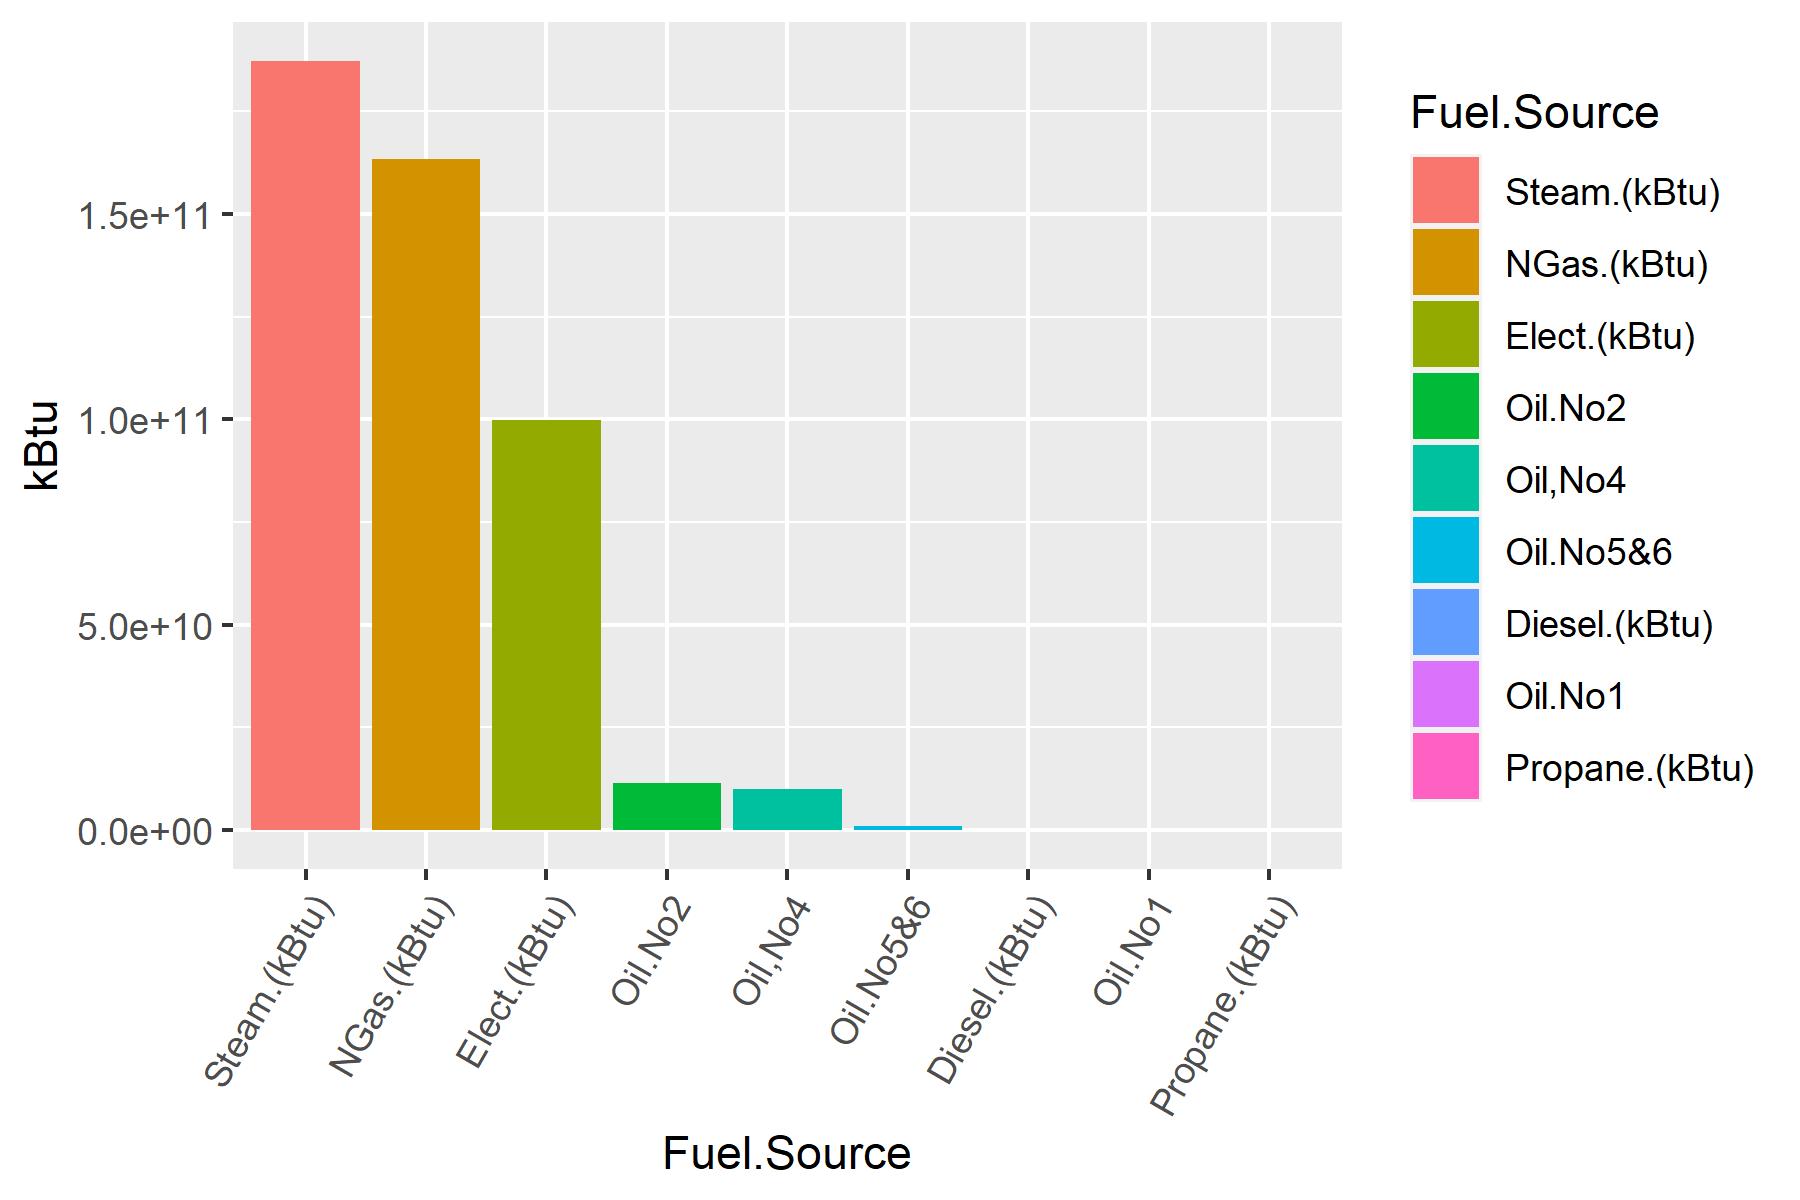 kBtu
1.5e+11
1.0e+11
5.0e+10
0.0e+00
Steam.(kBtu)
NGas.(kBtu)
Elect.(kBtu)
Oil.No2
Oil,No4
Oil.No5&6
Diesel.(kBtu)
Oil.No1
Propane.(kBtu)
Fuel.Source
Fuel.Source
Steam.(kBtu)
NGas.(kBtu)
Elect.(kBtu)
Oil.No2
Oil,No4
Oil.No5&6
Diesel.(kBtu)
Oil.No1
Propane.(kBtu)